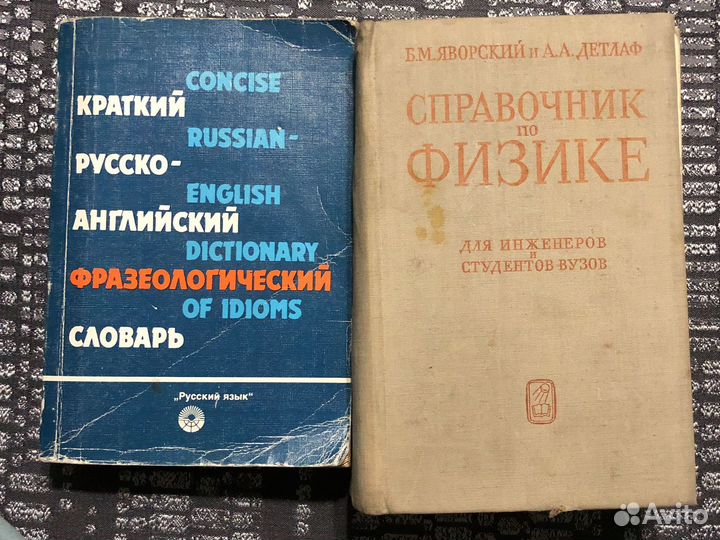 CONCISE
КРАТКИЙ
RUSSIAN-
РУССКО-
ENGLISH
АНГЛИЙСКИЙ
DICTIONARY
ФРАЗЕОЛОГИЧЕСКИЙ
OF IDIOMS
СЛОВАРЬ
„Русский язык"
Б.М.ЯВОРСКИЙ И А.А.ДЕТЛАФ
СПРАВОЧНИК
ПО
ФИЗИКЕ
ДЛЯ ИНЖЕНЕРОВ
И
СТУДЕНТОВ ВУЗОВ
Avito